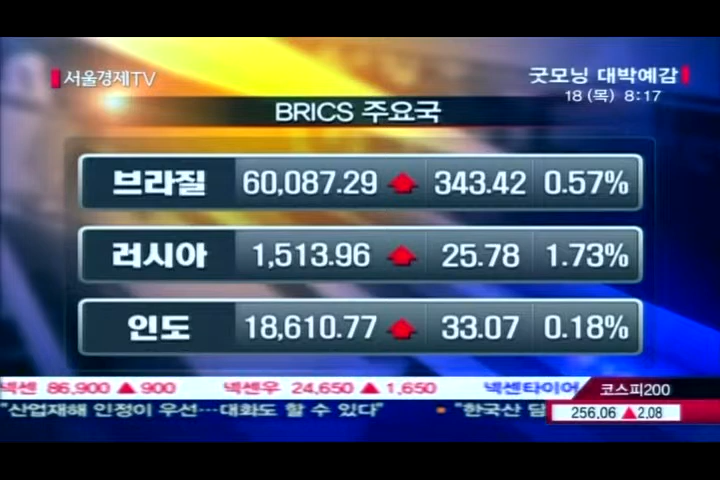 서울경제TV
굿모닝 대박예감
18(목) 8:17
BRICS 주요국
브라질 60,087.29 ▲ 343.42 0.57%
러시아 1,513.96 ▲ 25.78 1.73%
인도 18,610.77 ▲ 33.07 0.18%
넥센 86,900 ▲ 900 넥센우 24,650 ▲ 1,650 넥센타이어
코스피200
"산업재해 인정이 우선…대화도 할 수 있다" • "한국산 담
256.06 ▲ 2.08